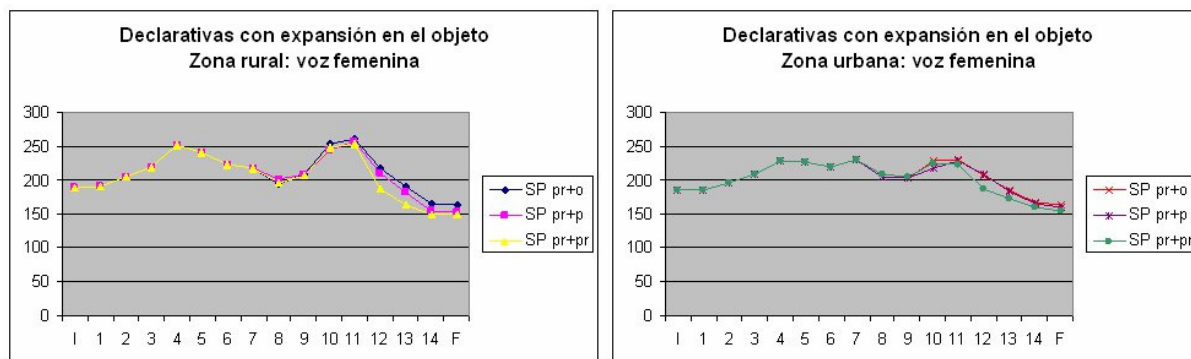 Declarativas con expansión en el objeto
Zona rural: voz femenina
300
250
200
150
100
50
0
I 1 2 3 4 5 6 7 8 9 10 11 12 13 14 F
SP pr+o
SP pr+p
SP pr+pr
Declarativas con expansión en el objeto
Zona urbana: voz femenina
300
250
200
150
100
50
0
I 1 2 3 4 5 6 7 8 9 10 11 12 13 14 F
SP pr+o
SP pr+p
SP pr+pr